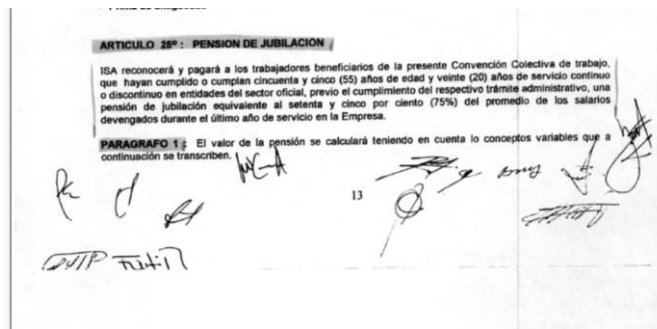 ARTICULO 25º : PENSION DE JUBILACION
ISA reconocerá y pagará a los trabajadores beneficiarios de la presente Convención Colectiva de trabajo,
que hayan cumplido o cumplan cincuenta y cinco (55) años de edad y veinte (20) años de servicio continuo
o discontinuo en entidades del sector oficial, previo el cumplimiento del respectivo trámite administrativo, una
pensión de jubilación equivalente al setenta y cinco por ciento (75%) del promedio de los salarios
devengados durante el último año de servicio en la Empresa.
PARAGRAFO 1 : El valor de la pensión se calculará teniendo en cuenta lo conceptos variables que a
continuación se transcriben.
13